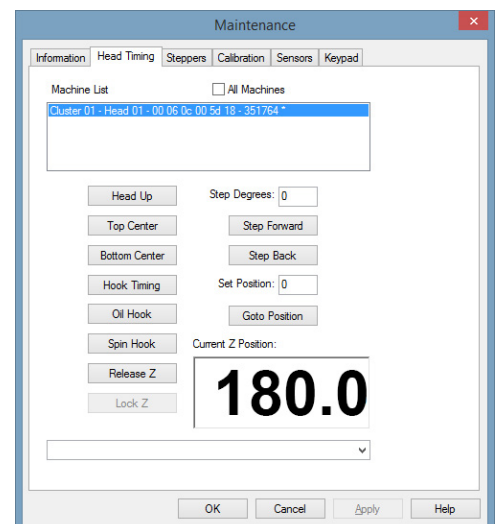 Maintenance
Information Head Timing Steppers Calibration Sensors Keypad
Machine List All Machines
Cluster 01 - Head 01 - 00 06 0c 00 5d 18 - 351764 *
Head Up Step Degrees: 0
Top Center Step Forward
Bottom Center Step Back
Hook Timing Set Position: 0
Oil Hook Goto Position
Spin Hook Current Z Position:
Release Z 180.0
Lock Z
OK Cancel Apply Help